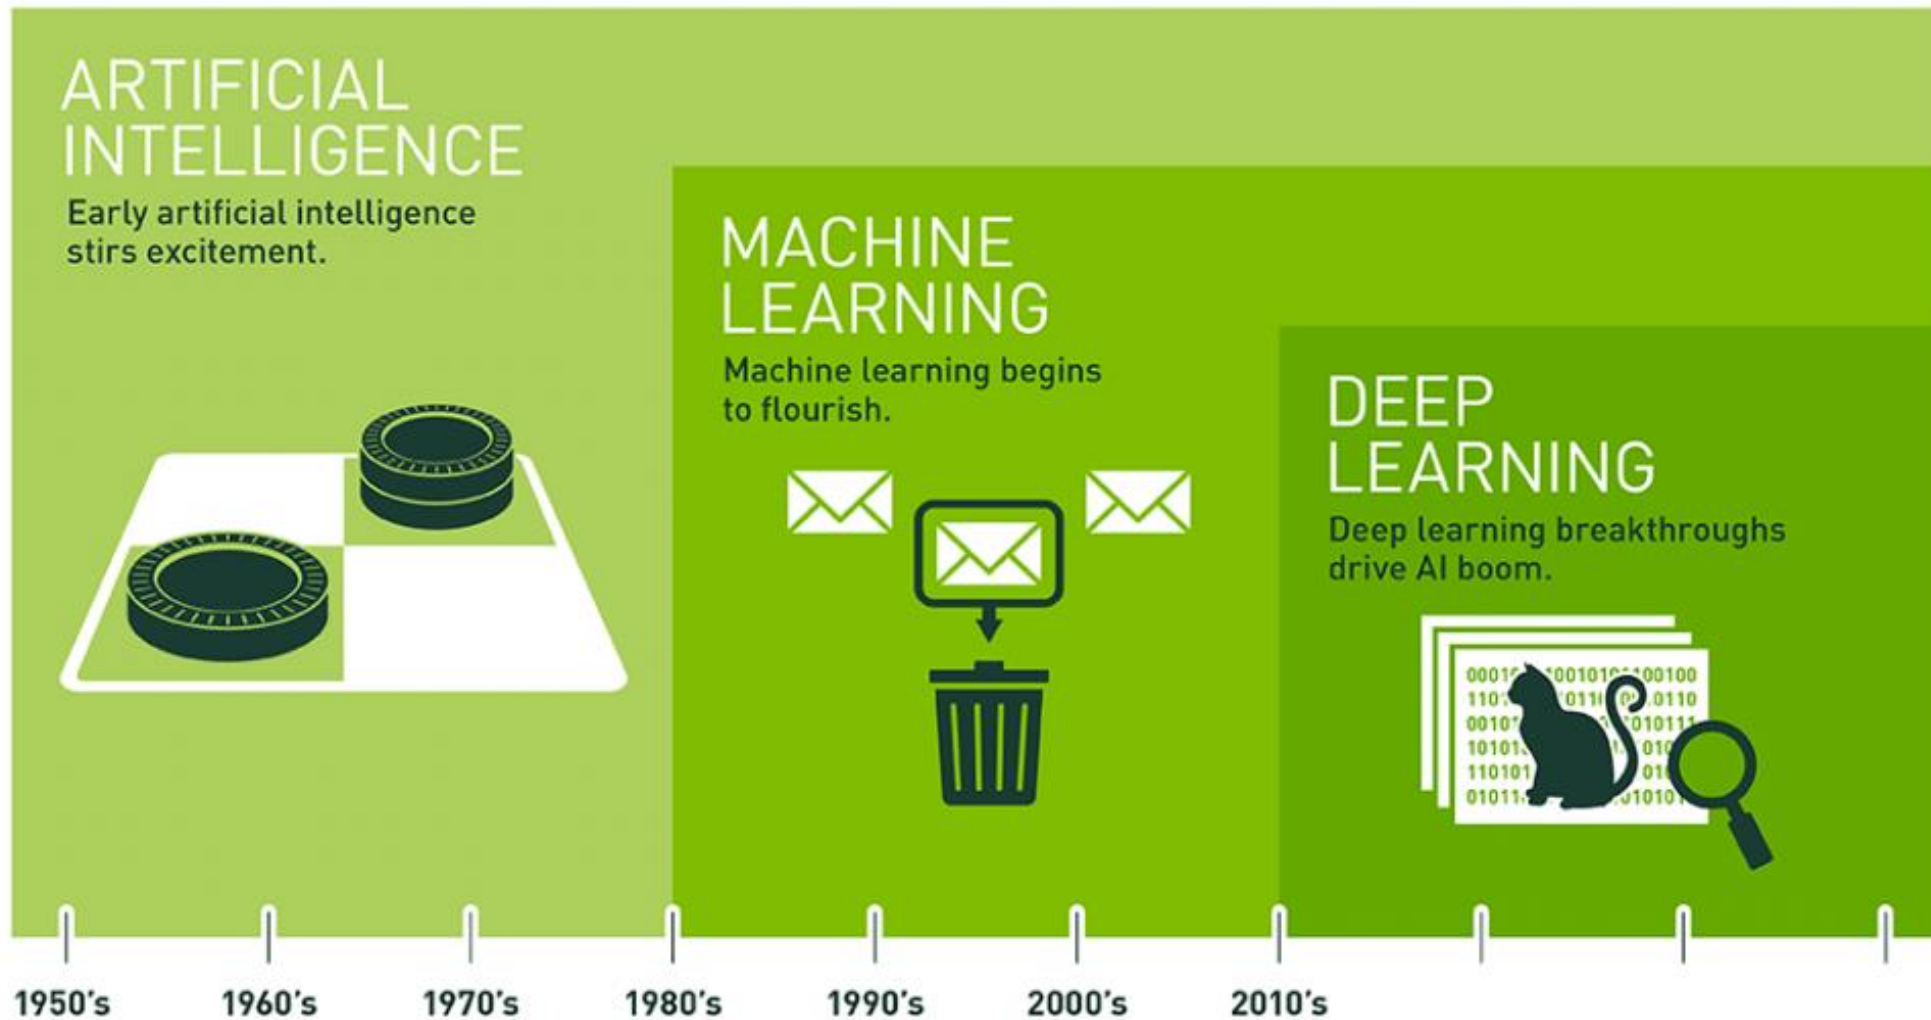 ARTIFICIAL
INTELLIGENCE
Early artificial intelligence
stirs excitement.
MACHINE
LEARNING
Machine learning begins
to flourish.
DEEP
LEARNING
Deep learning breakthroughs
drive AI boom.
1950's 1960's 1970's 1980's 1990's 2000's 2010's